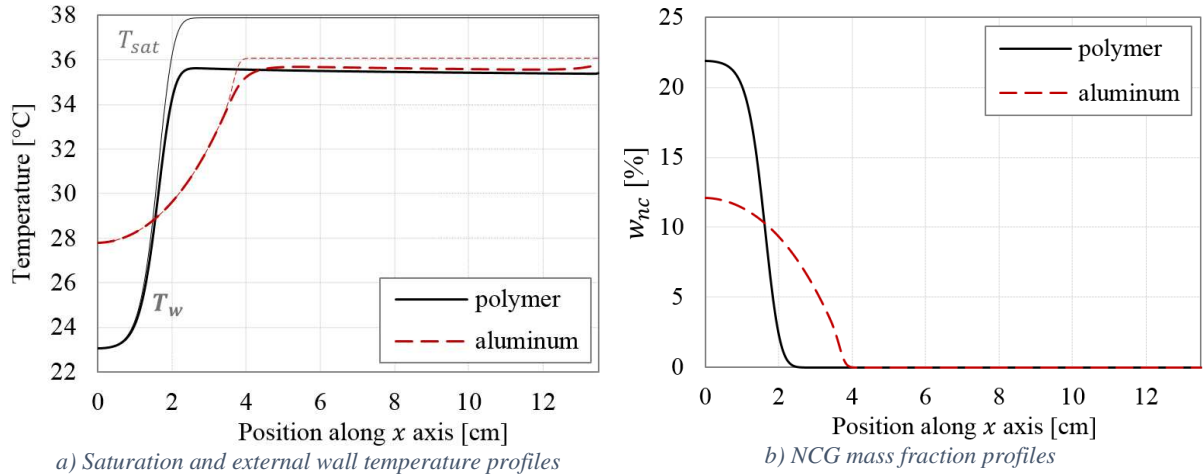 38
36
34
32
30
28
26
24
22
Temperature [°C]
T_sat
T_w
polymer
aluminum
0 2 4 6 8 10 12
Position along x axis [cm]
a) Saturation and external wall temperature profiles
25
20
15
10
5
0
w_nc [%]
polymer
aluminum
0 2 4 6 8 10 12
Position along x axis [cm]
b) NCG mass fraction profiles